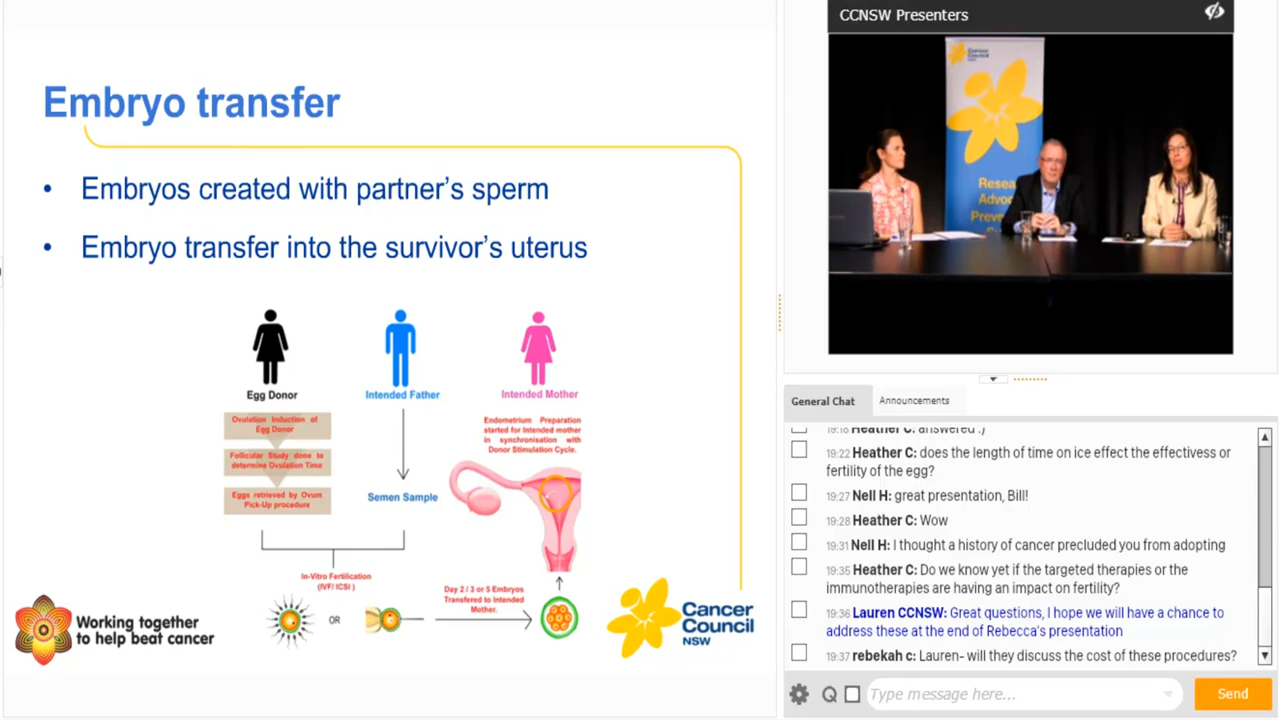 Embryo transfer
• Embryos created with partner's sperm
• Embryo transfer into the survivor's uterus
Egg Donor
Intended Father
Intended Mother
Ovulation Induction of
Egg Donor
Follicular Study done to
determine Ovulation Time
Eggs retrieved by Ovum
Pick-Up procedure
Semen Sample
Endometrium Preparation
started for Intended mother
in synchronisation with
Donor Stimulation Cycle.
In-Vitro Fertilisation
(IVF/ ICSI )
OR
Day 2 / 3 or 5 Embryos
Transfered to Intended
Mother.
Working together
to help beat cancer
Cancer
Council
NSW
CCNSW Presenters
Cancer
Council
General Chat
Announcements
19:18 Heather C: answered :)
19:22 Heather C: does the length of time on ice effect the effectivess or
fertility of the egg?
19:27 Nell H: great presentation, Bill!
19:28 Heather C: Wow
19:31 Nell H: I thought a history of cancer precluded you from adopting
19:35 Heather C: Do we know yet if the targeted therapies or the
immunotherapies are having an impact on fertility?
19:36 Lauren CCNSW: Great questions, I hope we will have a chance to
address these at the end of Rebecca's presentation
19:37 rebekah c: Lauren- will they discuss the cost of these procedures?
Q
Type message here...
Send